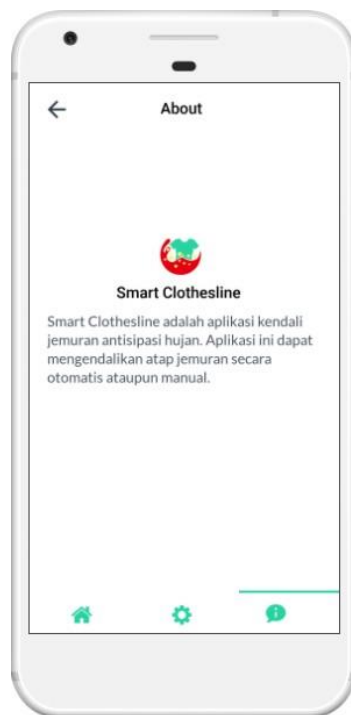 About
Smart Clothesline
Smart Clothesline adalah aplikasi kendali
jemuran antisipasi hujan. Aplikasi ini dapat
mengendalikan atap jemuran secara
otomatis ataupun manual.